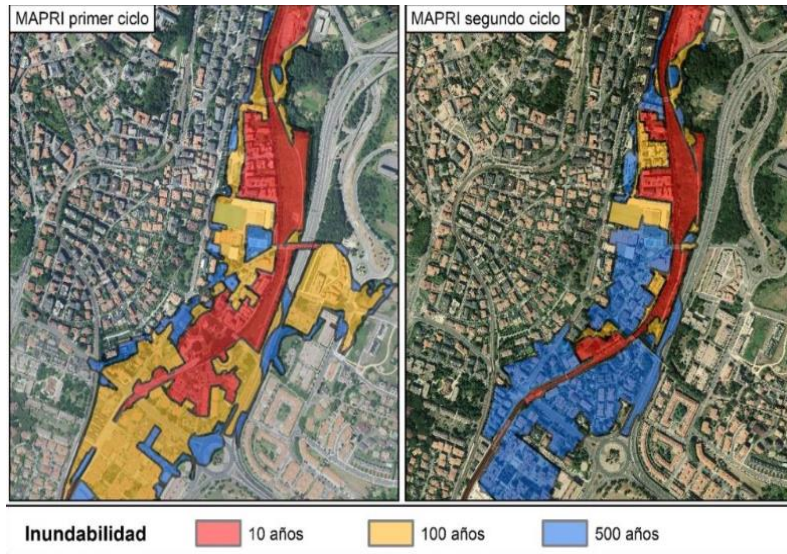 MAPRI primer ciclo
MAPRI segundo ciclo
Inundabilidad
10 años
100 años
500 años